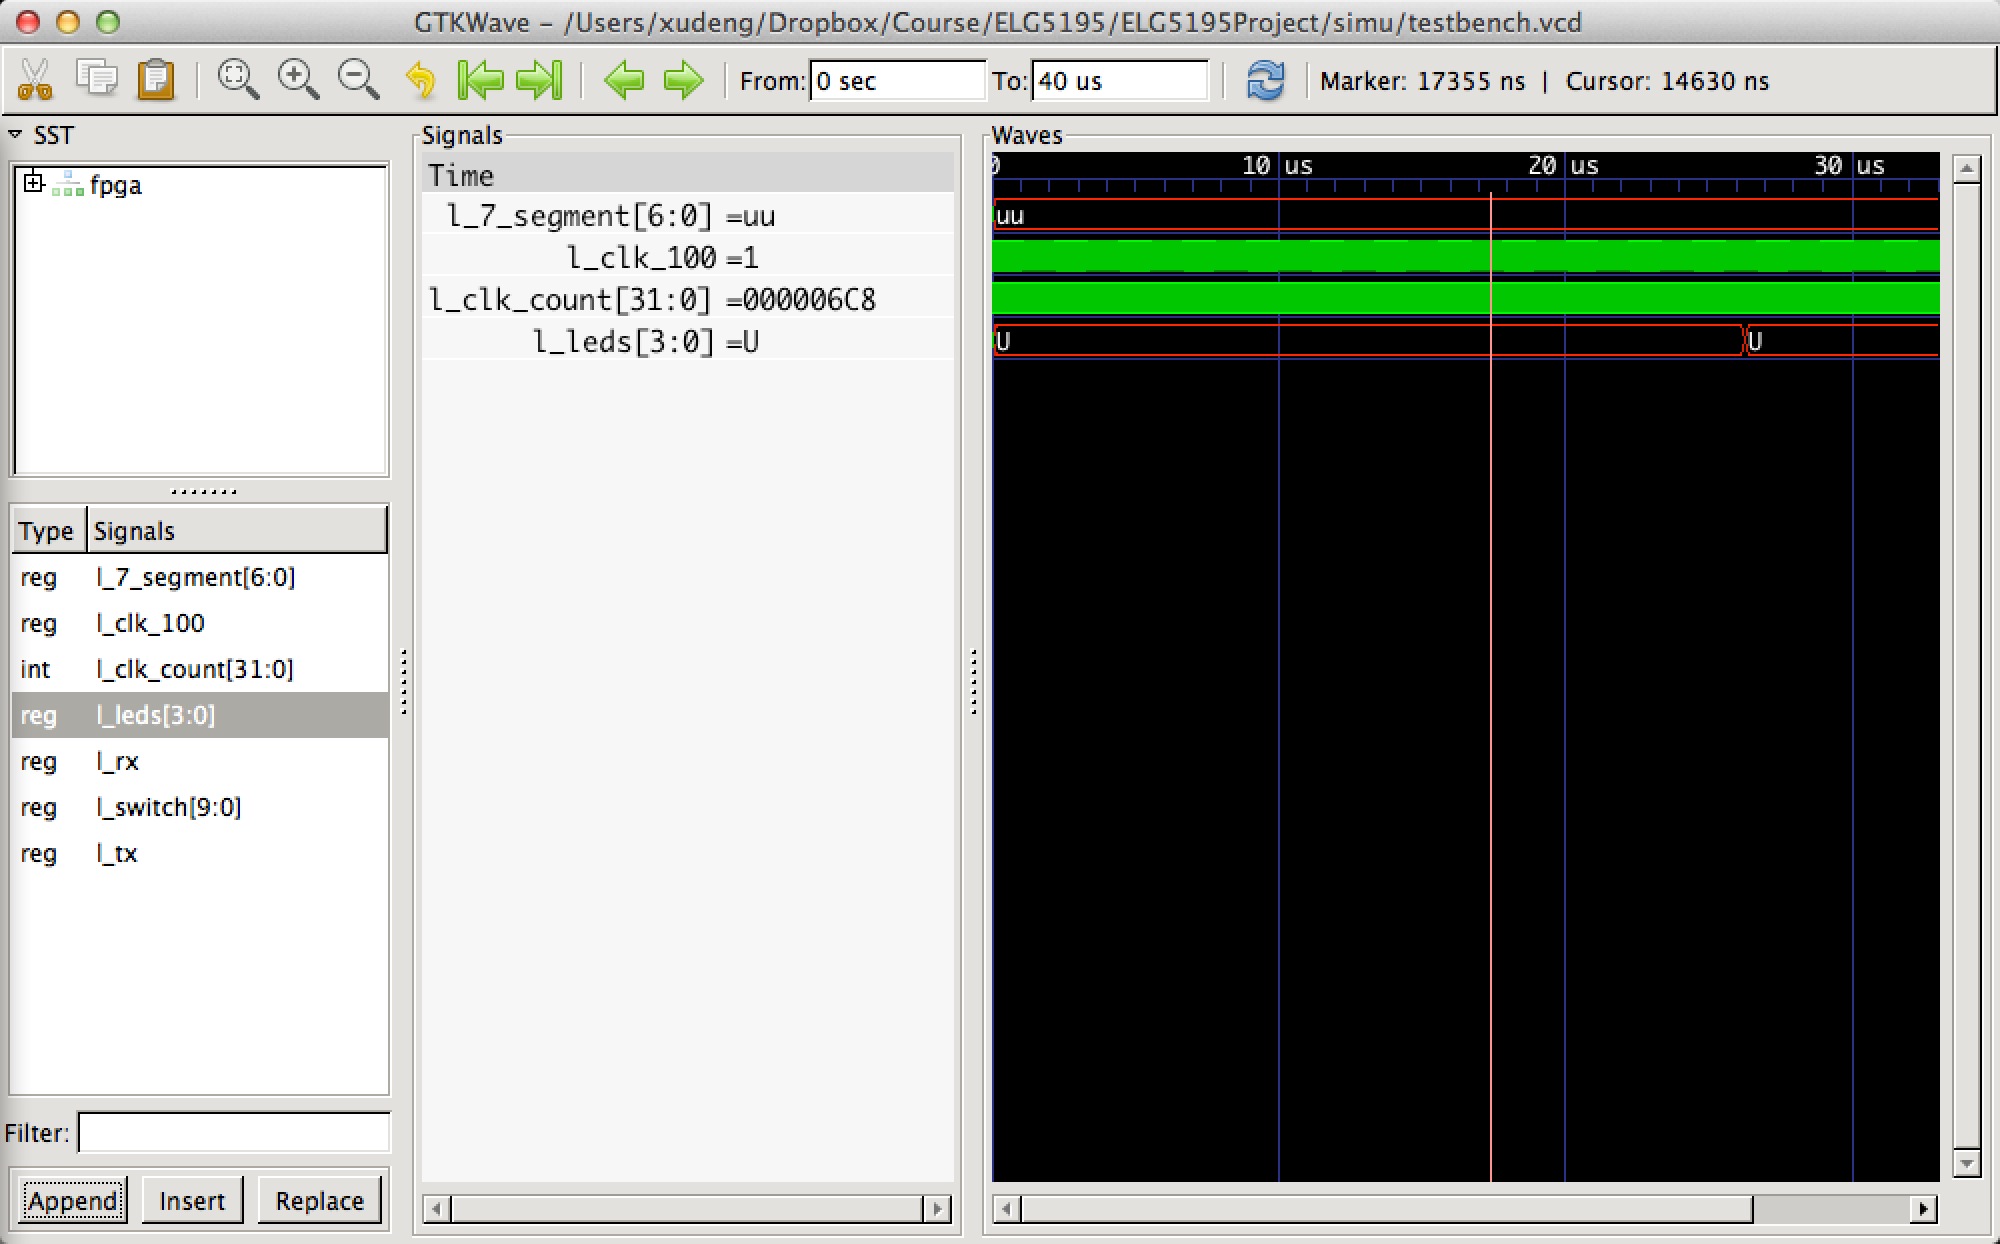 GTKWave – /Users/xudeng/Dropbox/Course/ELG5195/ELG5195Project/simu/testbench.vcd
From: 0 sec To: 40 us Marker: 17355 ns | Cursor: 14630 ns
SST
fpga
Type Signals
reg l_7_segment[6:0]
reg l_clk_100
int l_clk_count[31:0]
reg l_leds[3:0]
reg l_rx
reg l_switch[9:0]
reg l_tx
Filter:
Append Insert Replace
Signals
Time
l_7_segment[6:0] =uu
l_clk_100 =1
l_clk_count[31:0] =000006C8
l_leds[3:0] =U
Waves
0 10 us 20 us 30 us
uu
U U